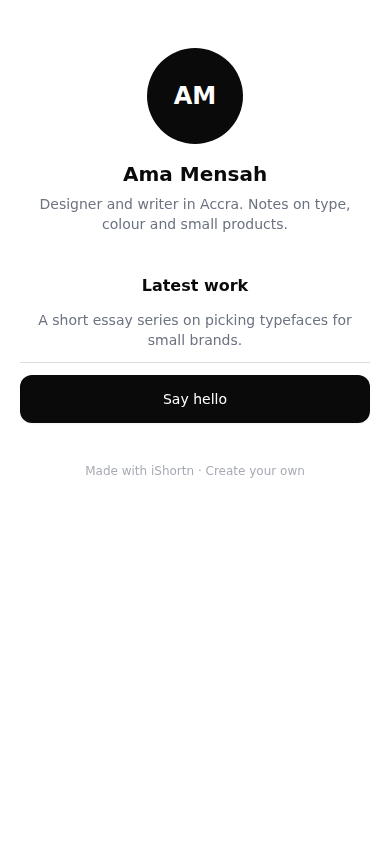 AM
Ama Mensah
Designer and writer in Accra. Notes on type,
colour and small products.
Latest work
A short essay series on picking typefaces for
small brands.
Say hello
Made with iShortn · Create your own